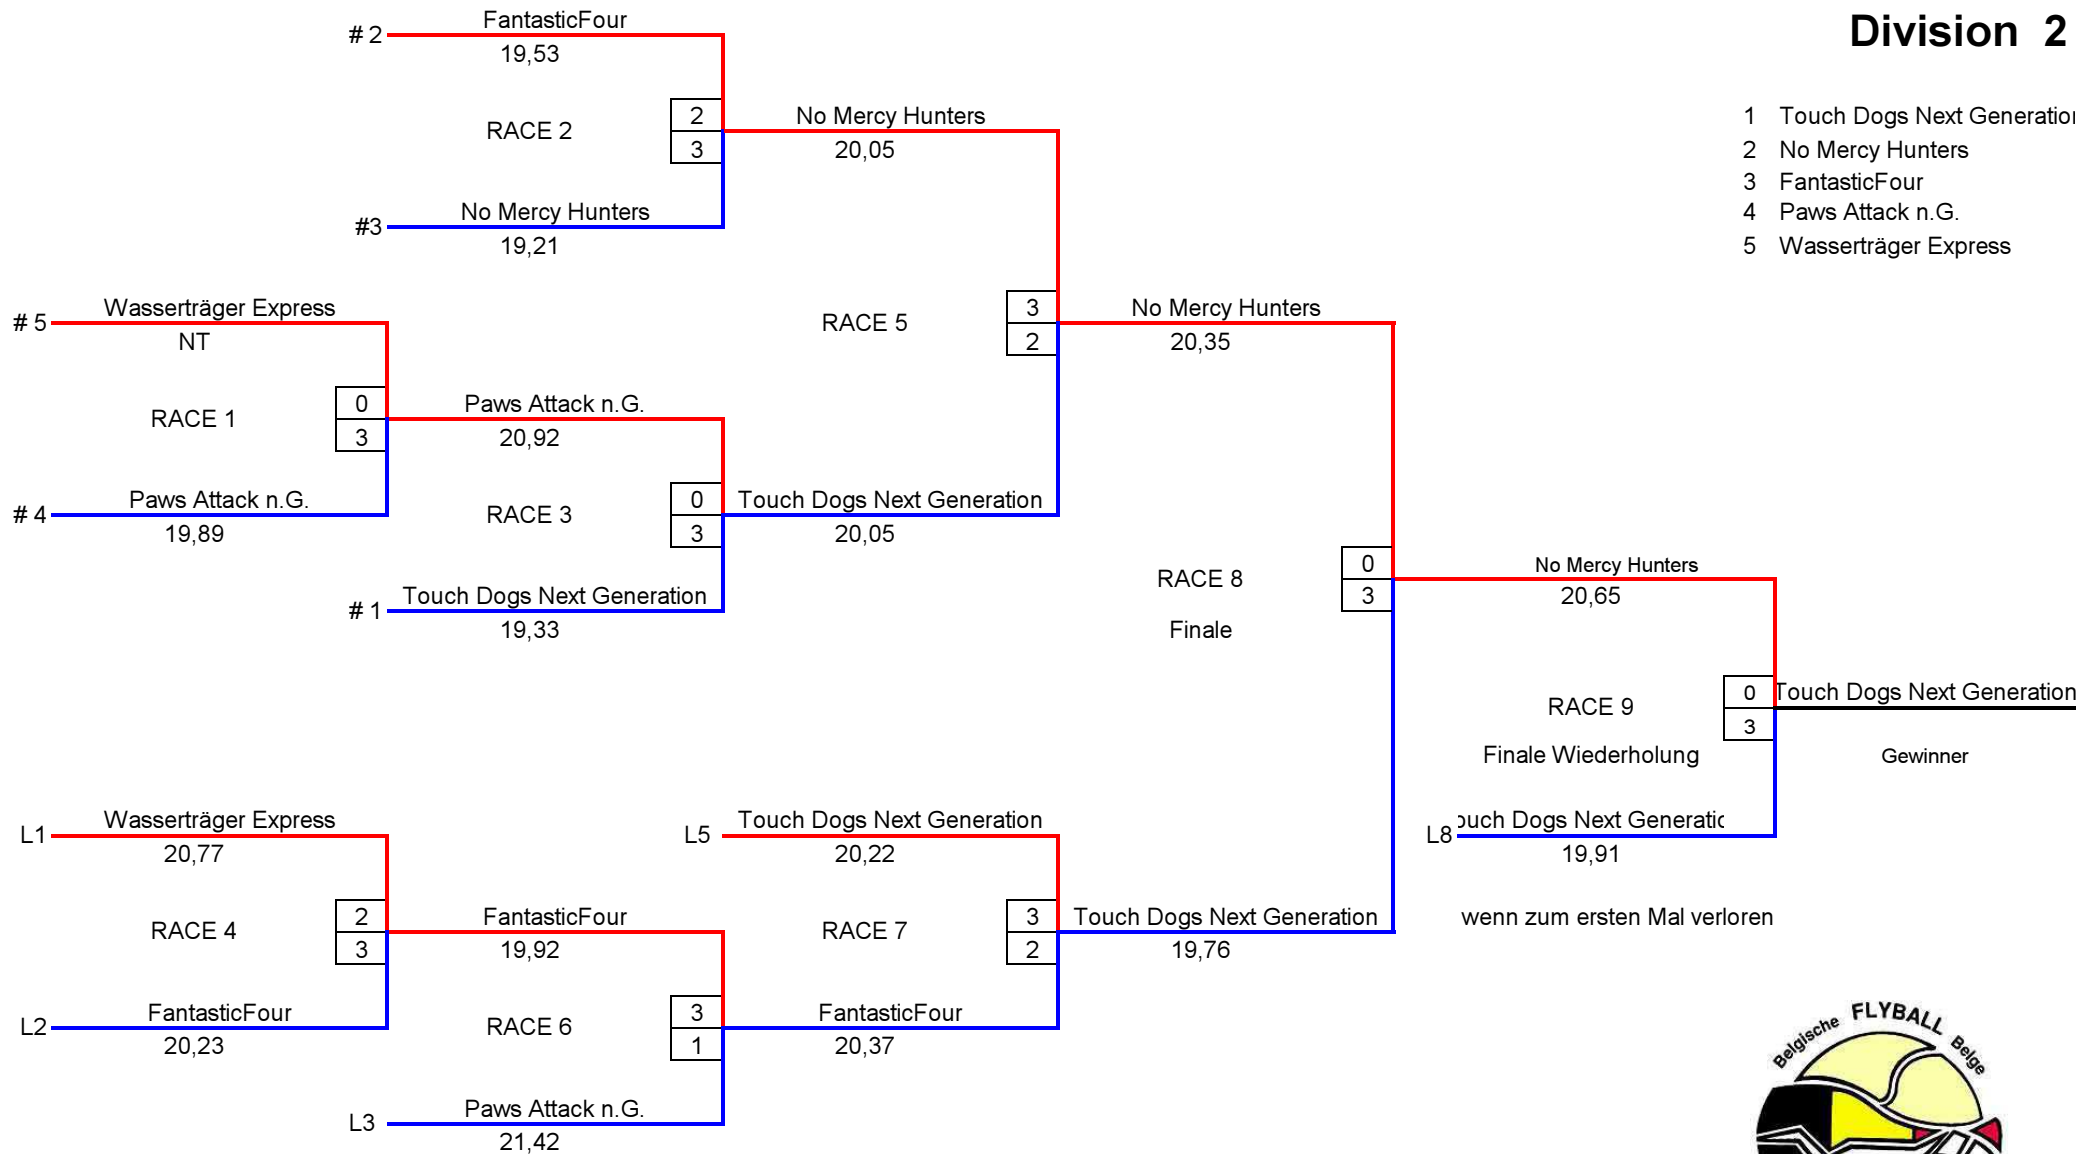 Division 2
1 Touch Dogs Next Generation
2 No Mercy Hunters
3 FantasticFour
4 Paws Attack n.G.
5 Wasserträger Express
# 2 FantasticFour
19,53
RACE 2
2
3
#3 No Mercy Hunters
19,21
No Mercy Hunters
20,05
# 5 Wasserträger Express
NT
RACE 1
0
3
# 4 Paws Attack n.G.
19,89
Paws Attack n.G.
20,92
RACE 3
0
3
# 1 Touch Dogs Next Generation
19,33
Touch Dogs Next Generation
20,05
RACE 5
3
2
No Mercy Hunters
20,35
RACE 8
0
3
Finale
No Mercy Hunters
20,65
RACE 9
0
3
Finale Wiederholung
Touch Dogs Next Generation
Gewinner
L8 ouch Dogs Next Generatic
19,91
wenn zum ersten Mal verloren
L1 Wasserträger Express
20,77
RACE 4
2
3
L2 FantasticFour
20,23
FantasticFour
19,92
RACE 6
3
1
L3 Paws Attack n.G.
21,42
L5 Touch Dogs Next Generation
20,22
RACE 7
3
2
FantasticFour
20,37
Touch Dogs Next Generation
19,76
Belgische FLYBALL Belge